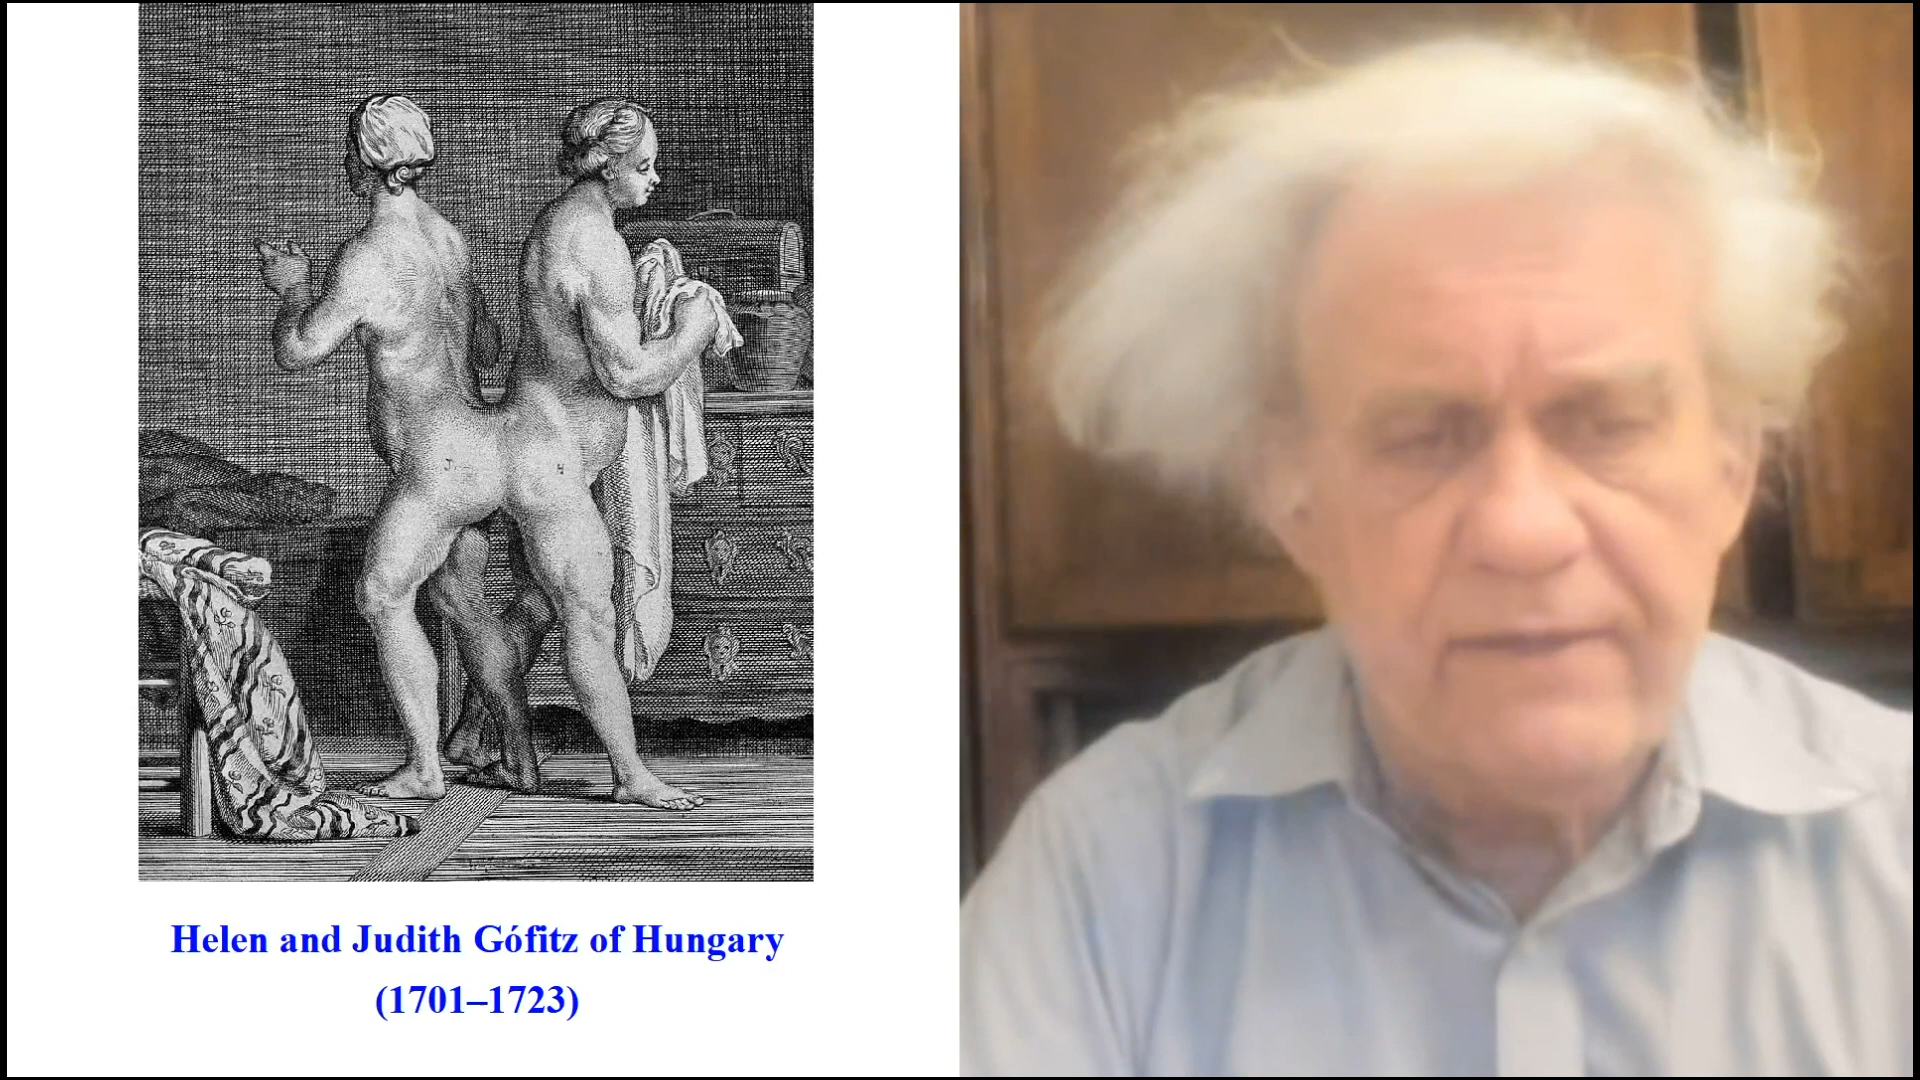 J
H
Helen and Judith Gófitz of Hungary
(1701–1723)